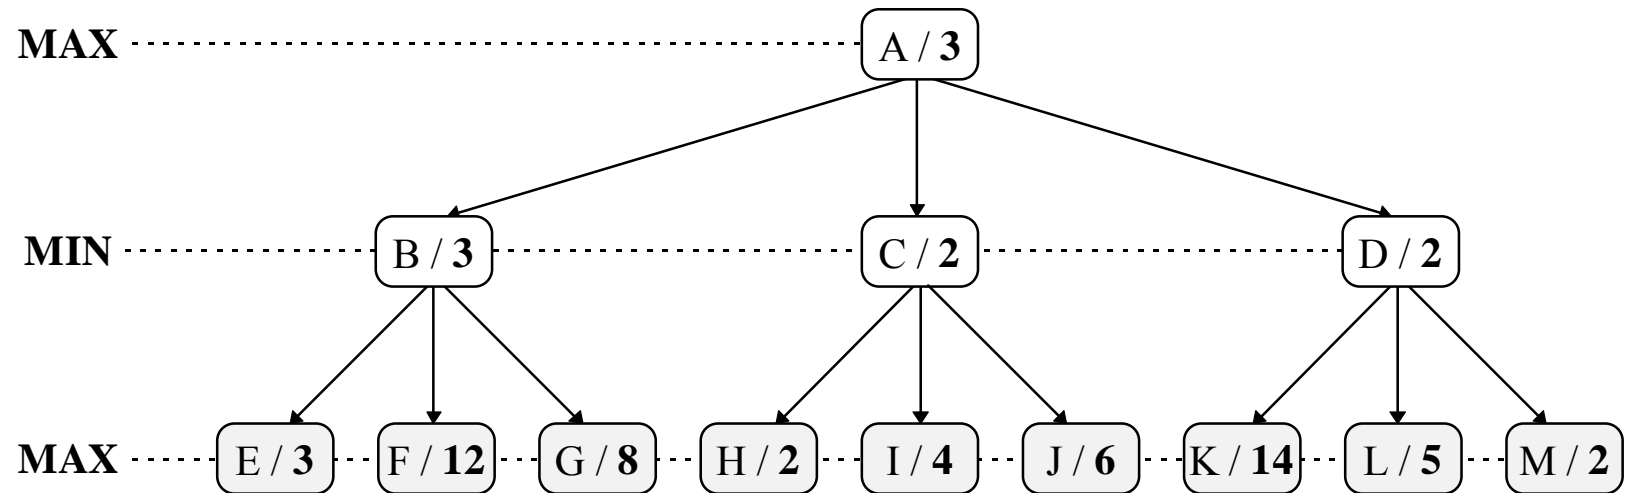 MAX A / 3
MIN B / 3 C / 2 D / 2
MAX E / 3 F / 12 G / 8 H / 2 I / 4 J / 6 K / 14 L / 5 M / 2